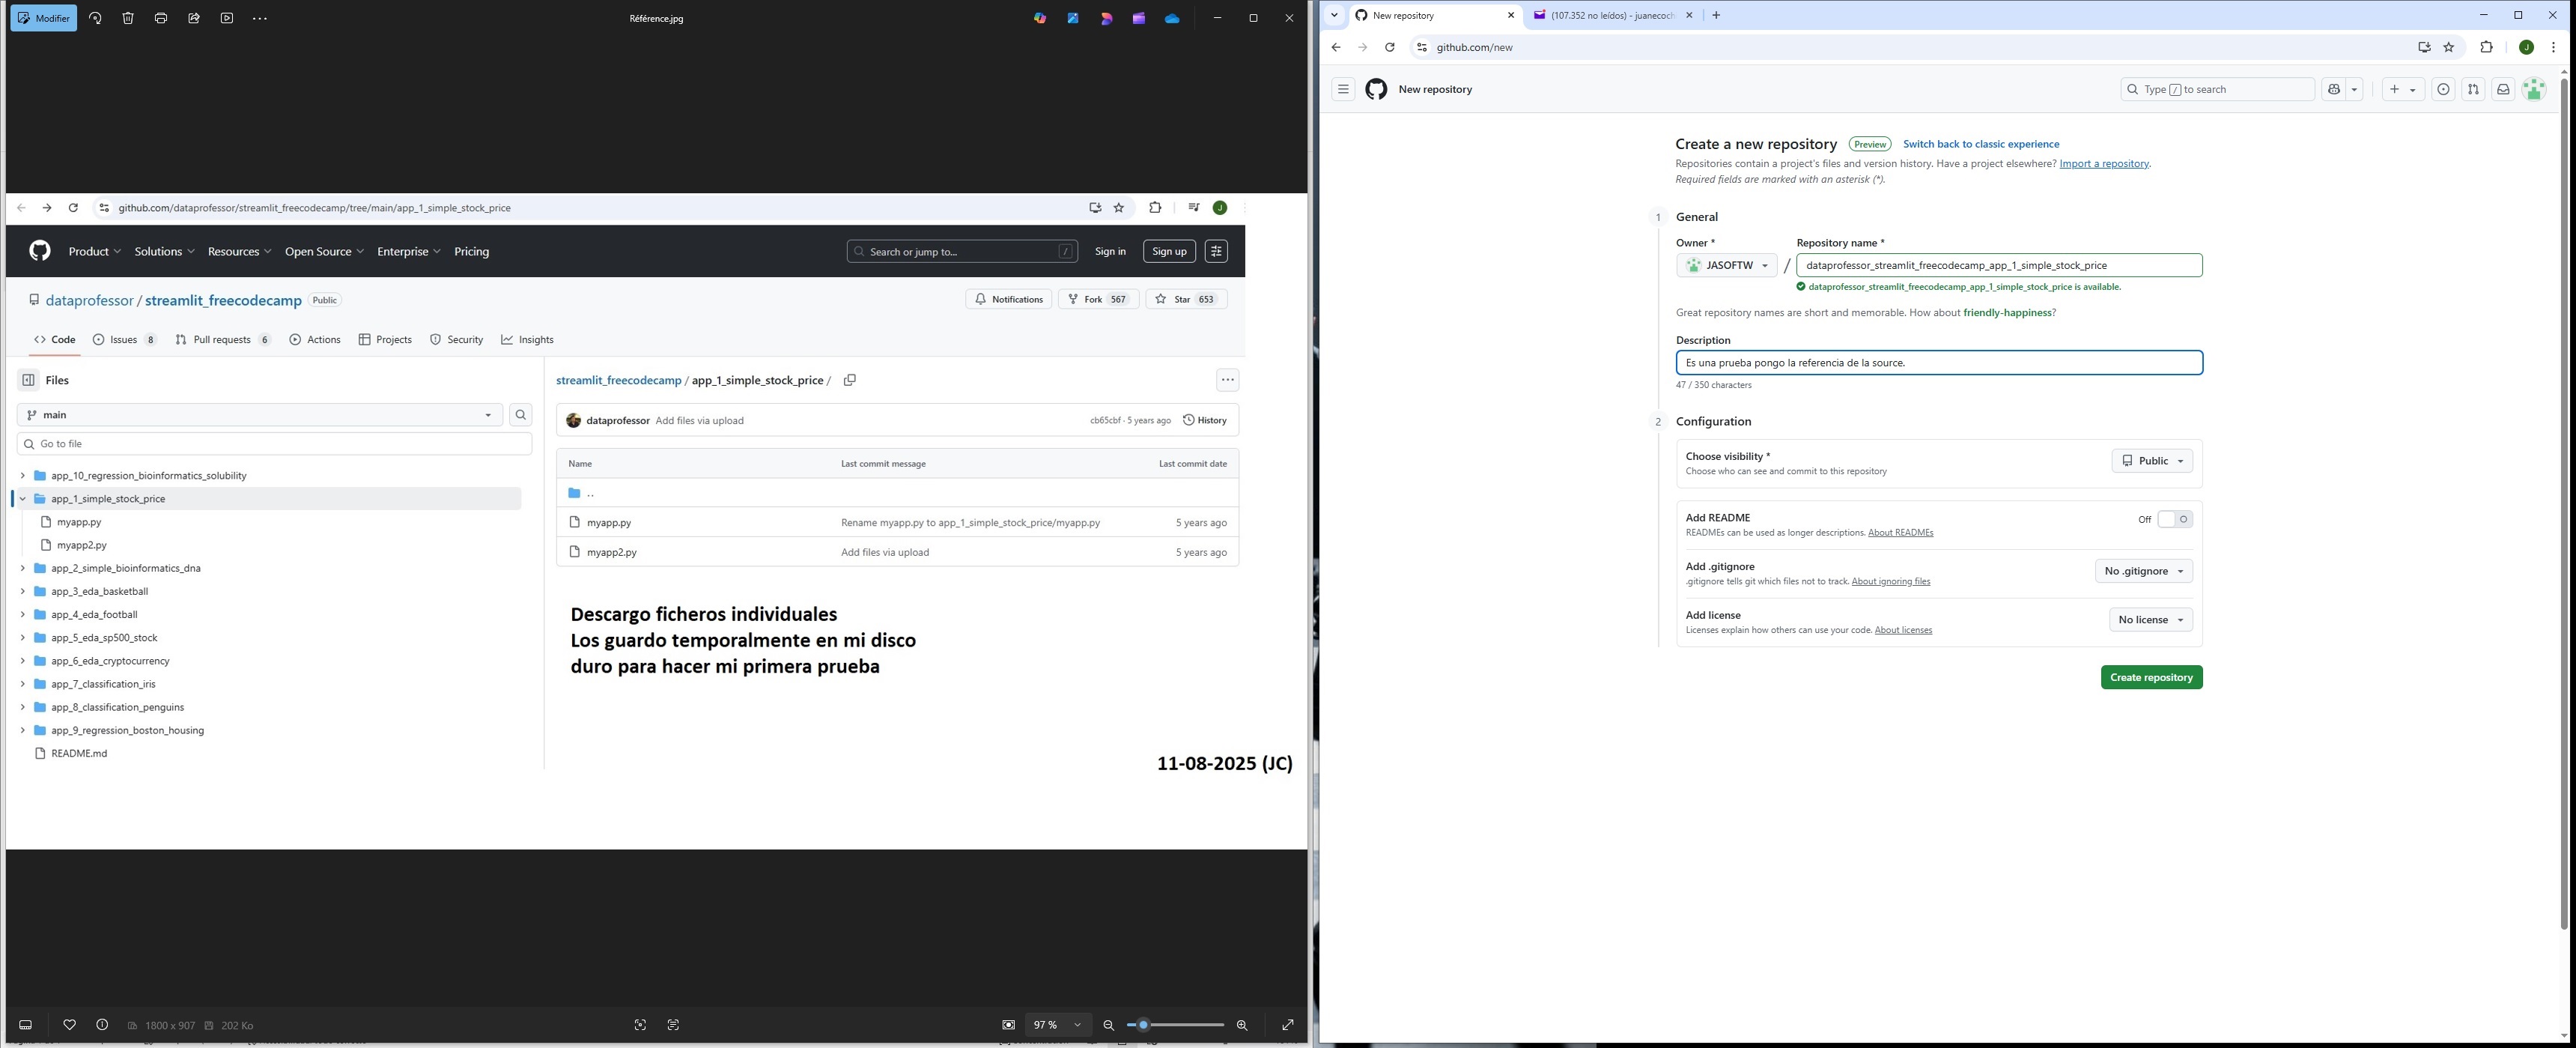 Modifier
Référence.jpg
github.com/dataprofessor/streamlit_freecodecamp/tree/main/app_1_simple_stock_price
J
Product Solutions Resources Open Source Enterprise Pricing
Search or jump to... /
Sign in
Sign up
dataprofessor / streamlit_freecodecamp Public
Notifications
Fork 567
Star 653
Code
Issues 8
Pull requests 6
Actions
Projects
Security
Insights
Files
main
Go to file
app_10_regression_bioinformatics_solubility
app_1_simple_stock_price
myapp.py
myapp2.py
app_2_simple_bioinformatics_dna
app_3_eda_basketball
app_4_eda_football
app_5_eda_sp500_stock
app_6_eda_cryptocurrency
app_7_classification_iris
app_8_classification_penguins
app_9_regression_boston_housing
README.md
streamlit_freecodecamp / app_1_simple_stock_price /
dataprofessor Add files via upload
cb65cbf · 5 years ago
History
Name Last commit message Last commit date
..
myapp.py Rename myapp.py to app_1_simple_stock_price/myapp.py 5 years ago
myapp2.py Add files via upload 5 years ago
Descargo ficheros individuales
Los guardo temporalmente en mi disco
duro para hacer mi primera prueba
11-08-2025 (JC)
1800 x 907
202 Ko
97 %
New repository
(107.352 no leídos) - juanecoch
github.com/new
J
New repository
Type / to search
Create a new repository Preview Switch back to classic experience
Repositories contain a project's files and version history. Have a project elsewhere? Import a repository.
Required fields are marked with an asterisk (*).
1 General
Owner * Repository name *
JASOFTW / dataprofessor_streamlit_freecodecamp_app_1_simple_stock_price
dataprofessor_streamlit_freecodecamp_app_1_simple_stock_price is available.
Great repository names are short and memorable. How about friendly-happiness?
Description
Es una prueba pongo la referencia de la source.
47 / 350 characters
2 Configuration
Choose visibility *
Choose who can see and commit to this repository
Public
Add README
READMEs can be used as longer descriptions. About READMEs
Off
Add .gitignore
.gitignore tells git which files not to track. About ignoring files
No .gitignore
Add license
Licenses explain how others can use your code. About licenses
No license
Create repository